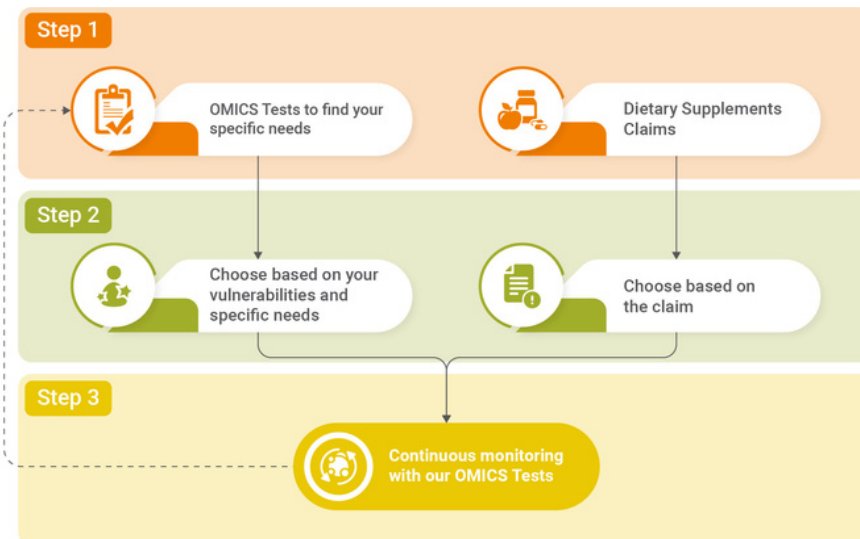 Step 1
OMICS Tests to find your
specific needs
Dietary Supplements
Claims
Step 2
Choose based on your
vulnerabilities and
specific needs
Choose based on
the claim
Step 3
Continuous monitoring
with our OMICS Tests